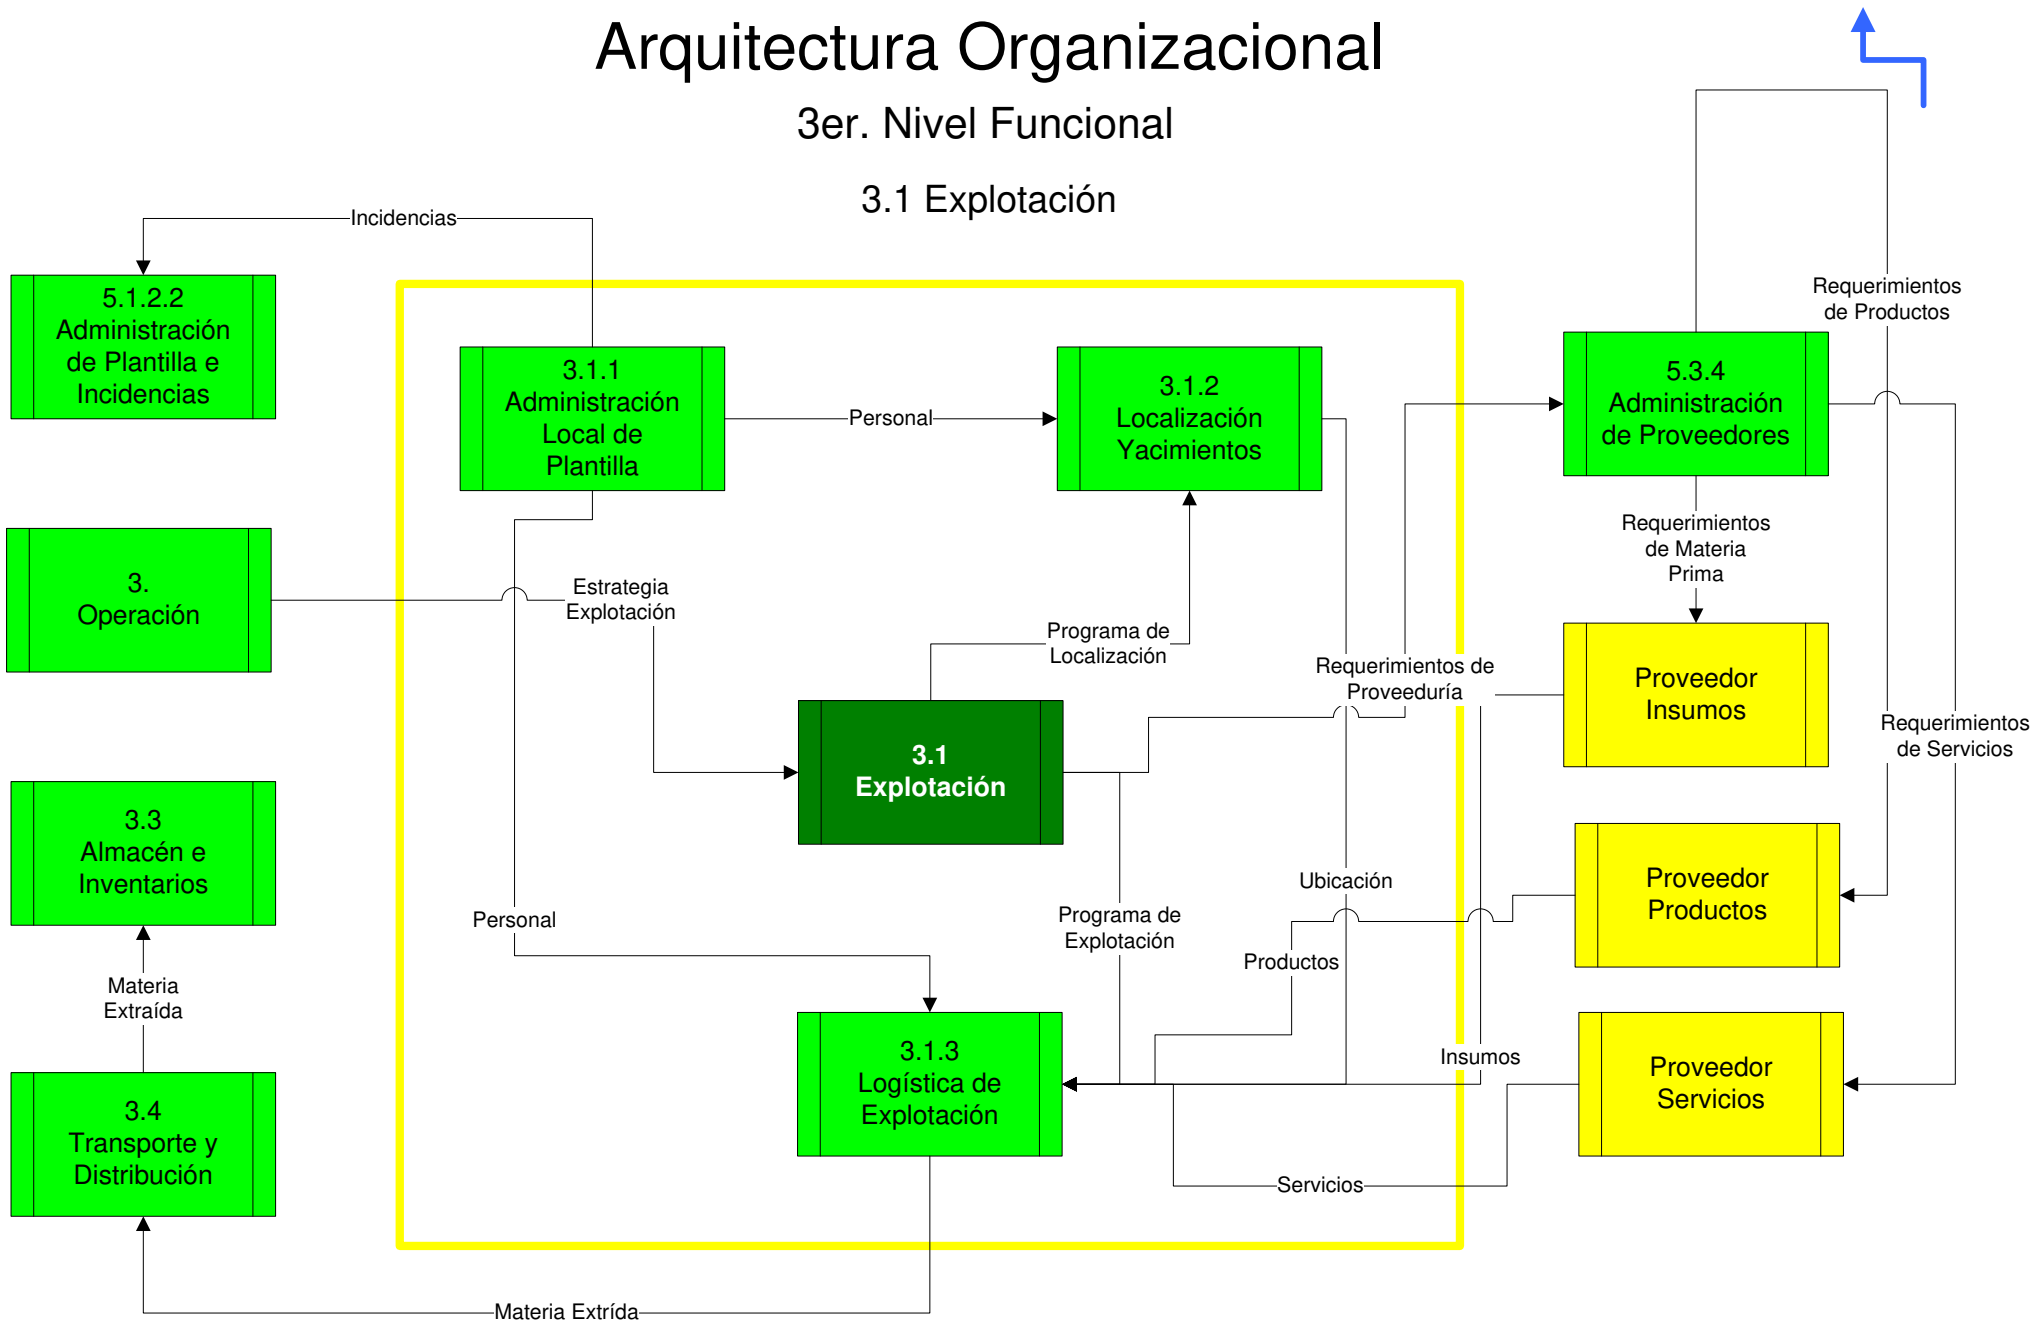 Arquitectura Organizacional
3er. Nivel Funcional
3.1 Explotación
Incidencias
5.1.2.2
Administración
de Plantilla e
Incidencias
3.1.1
Administración
Local de
Plantilla
Personal
3.1.2
Localización
Yacimientos
5.3.4
Administración
de Proveedores
Requerimientos
de Productos
Requerimientos
de Materia
Prima
3.
Operación
Estrategia
Explotación
Programa de
Localización
Requerimientos de
Proveeduría
Proveedor
Insumos
Requerimientos
de Servicios
3.1
Explotación
3.3
Almacén e
Inventarios
Personal
Programa de
Explotación
Ubicación
Productos
Proveedor
Productos
Materia
Extraída
3.1.3
Logística de
Explotación
Insumos
Proveedor
Servicios
3.4
Transporte y
Distribución
Servicios
Materia Extrída